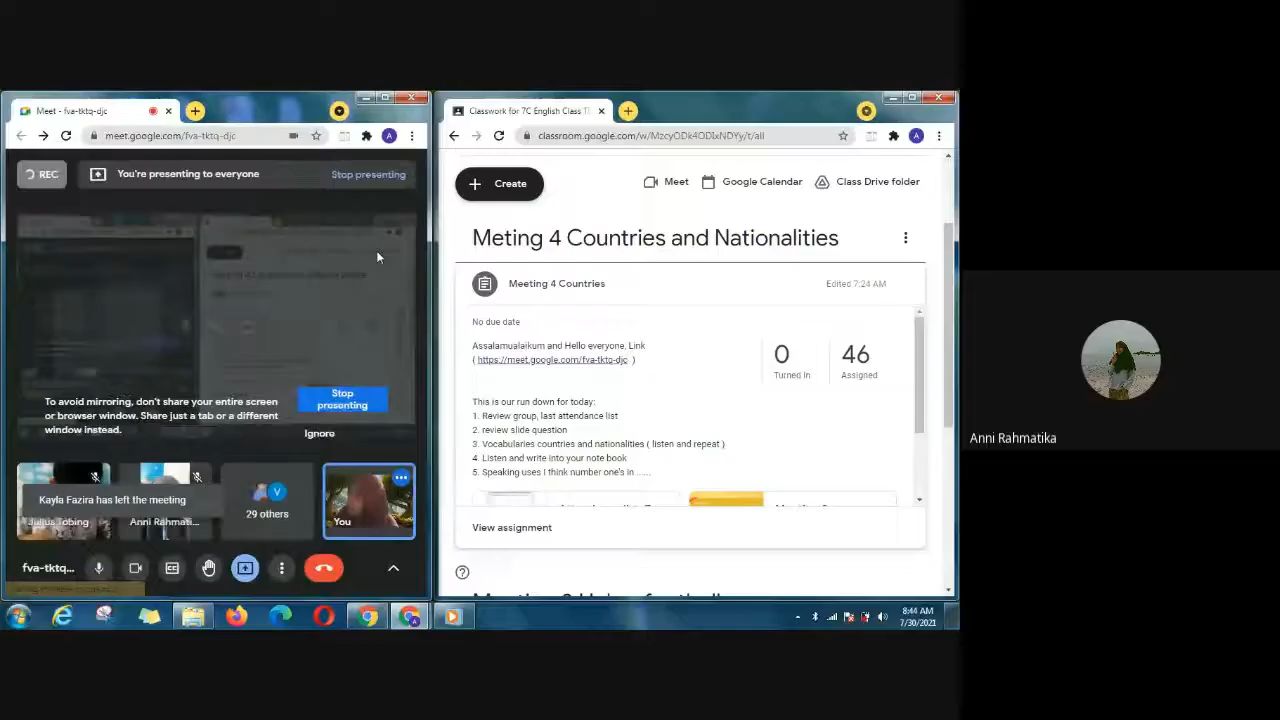 Meet - fva-tktq-djc
meet.google.com/fva-tktq-djc
A
REC
You're presenting to everyone
Stop presenting
To avoid mirroring, don't share your entire screen
or browser window. Share just a tab or a different
window instead.
Stop
presenting
Ignore
Kayla Fazira has left the meeting
Julius Tobing
Anni Rahmati...
V
29 others
You
fva-tktq...
Classwork for 7C English Class T
classroom.google.com/w/MzcyODk4ODIxNDYy/t/all
A
Create
Meet
Google Calendar
Class Drive folder
Meting 4 Countries and Nationalities
Meeting 4 Countries
Edited 7:24 AM
No due date
Assalamualaikum and Hello everyone, Link
( https://meet.google.com/fva-tktq-djc )
0
Turned in
46
Assigned
This is our run down for today:
1. Review group, last attendance list
2. review slide question
3. Vocabularies countries and nationalities ( listen and repeat )
4. Listen and write into your note book
5. Speaking uses I think number one's in ......
View assignment
8:44 AM
7/30/2021
Anni Rahmatika